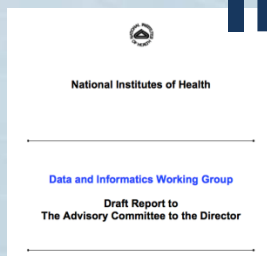 National Institutes of Health
Data and Informatics Working Group
Draft Report to
The Advisory Committee to the Director